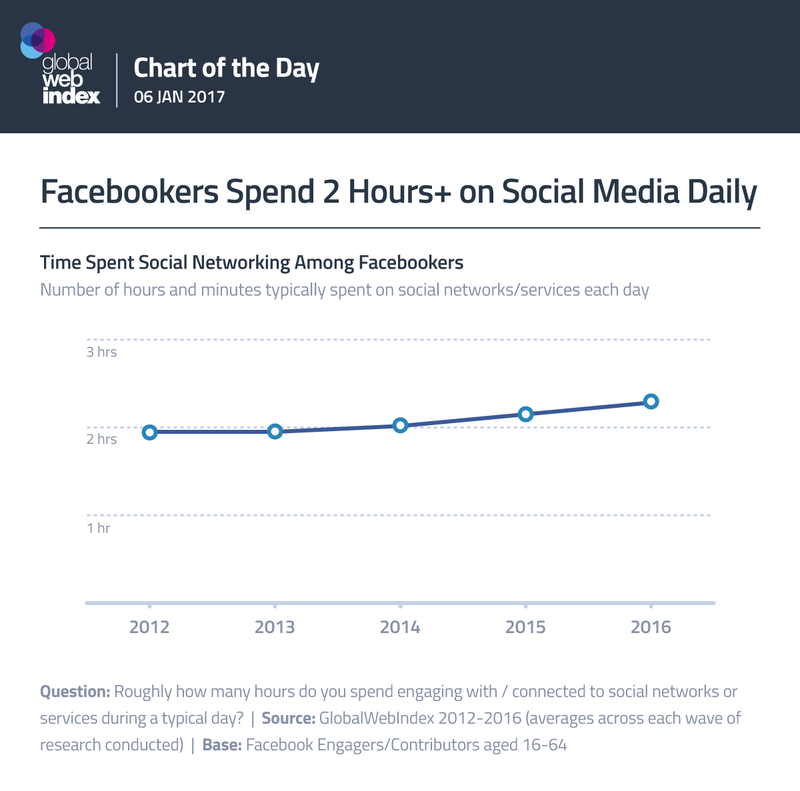 global
web
index
Chart of the Day
06 JAN 2017
Facebookers Spend 2 Hours+ on Social Media Daily
Time Spent Social Networking Among Facebookers
Number of hours and minutes typically spent on social networks/services each day
3 hrs
2 hrs
1 hr
2012 2013 2014 2015 2016
Question: Roughly how many hours do you spend engaging with / connected to social networks or
services during a typical day? | Source: GlobalWebIndex 2012-2016 (averages across each wave of
research conducted) | Base: Facebook Engagers/Contributors aged 16-64